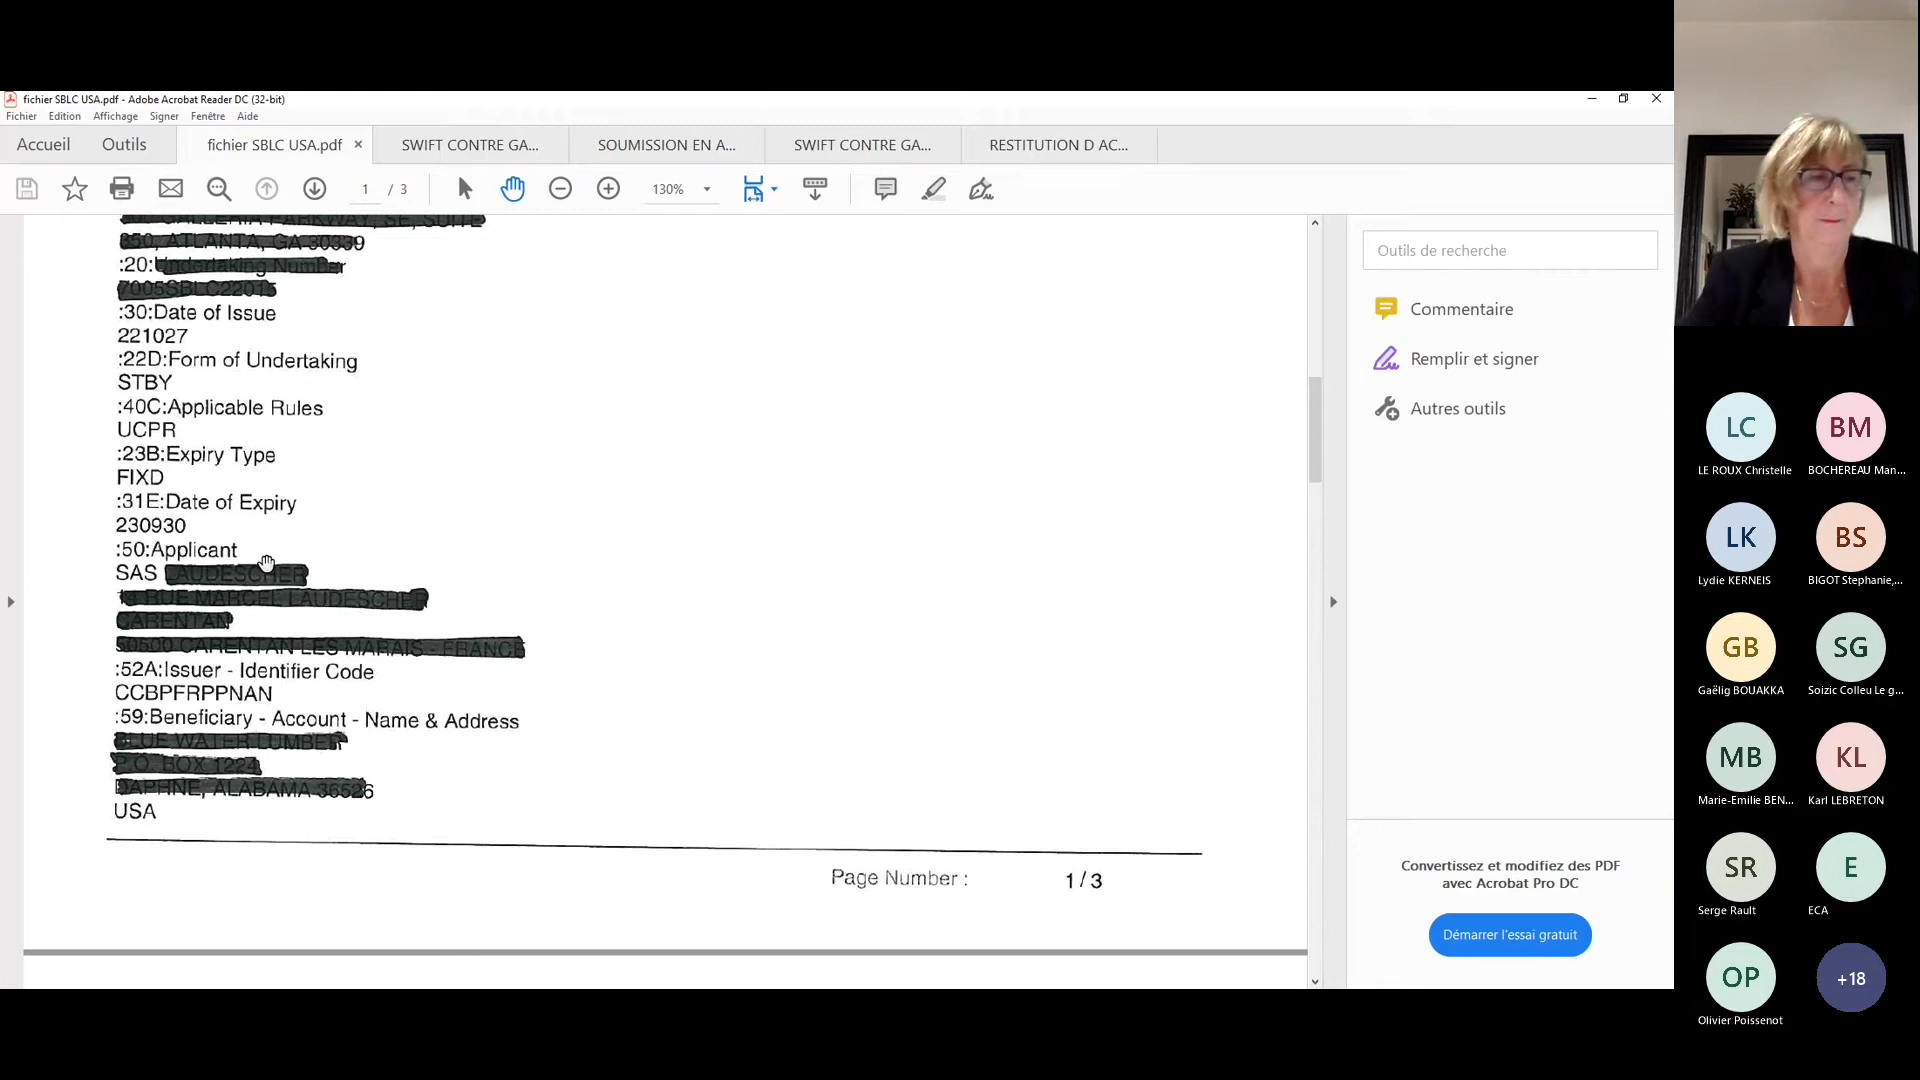 fichier SBLC USA.pdf - Adobe Acrobat Reader DC (32-bit)
Fichier Edition Affichage Signer Fenêtre Aide
Accueil Outils fichier SBLC USA.pdf SWIFT CONTRE GA... SOUMISSION EN A... SWIFT CONTRE GA... RESTITUTION D AC...
1 / 3 130%
:20:
:30:Date of Issue
221027
:22D:Form of Undertaking
STBY
:40C:Applicable Rules
UCPR
:23B:Expiry Type
FIXD
:31E:Date of Expiry
230930
:50:Applicant
SAS
:52A:Issuer - Identifier Code
CCBPFRPPNAN
:59:Beneficiary - Account - Name & Address
USA
Page Number : 1 / 3
Outils de recherche
Commentaire
Remplir et signer
Autres outils
Convertissez et modifiez des PDF
avec Acrobat Pro DC
Démarrer l'essai gratuit
LC BM
LE ROUX Christelle BOCHEREAU Man...
LK BS
Lydie KERNEIS BIGOT Stephanie,...
GB SG
Gaëlig BOUAKKA Soizic Colleu Le g...
MB KL
Marie-Emilie BEN... Karl LEBRETON
SR E
Serge Rault ECA
OP +18
Olivier Poissenot